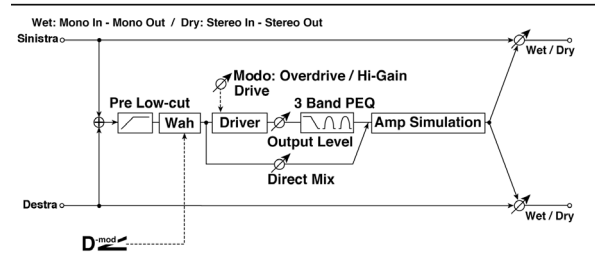 Wet: Mono In - Mono Out / Dry: Stereo In - Stereo Out
Sinistra
Wet / Dry
Modo: Overdrive / Hi-Gain
Drive
Pre Low-cut
3 Band PEQ
Wah
Driver
Amp Simulation
Output Level
Direct Mix
Destra
Wet / Dry
D-mod